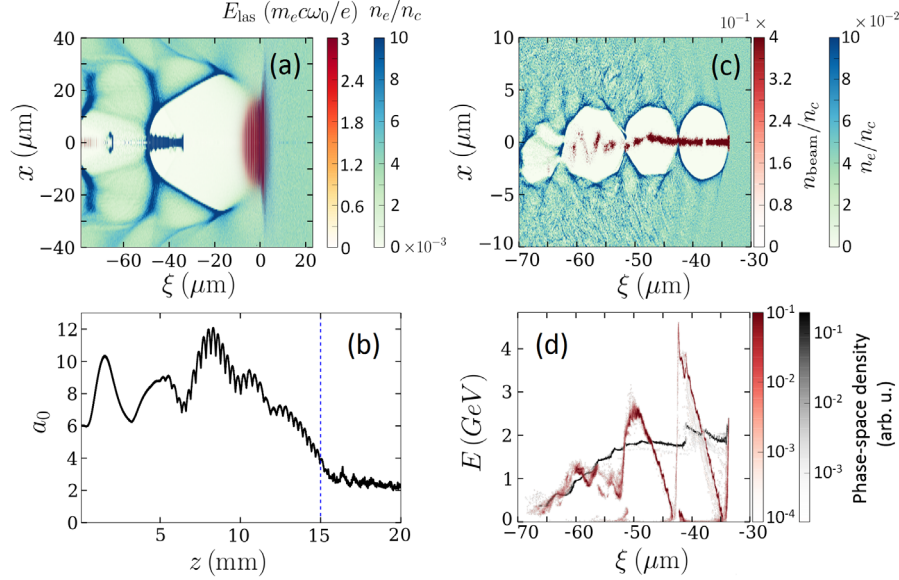 E_las (m_e c ω_0/e) n_e/n_c
(a)
x (μm)
40
20
0
−20
−40
−60 −40 −20 0 20
ξ (μm)
3
2.4
1.8
1.2
0.6
0
10
8
6
4
2
0 ×10⁻³
10⁻¹ ×
×10⁻²
(c)
x (μm)
10
5
0
−5
−10
-70 -60 -50 -40 -30
ξ (μm)
4
3.2
2.4
1.6
0.8
0
n_beam/n_c
10
8
6
4
2
0
n_e/n_c
(b)
a_0
12
10
8
6
4
2
0
0 5 10 15 20
z (mm)
(d)
E (GeV)
4
3
2
1
0
-70 -60 -50 -40 -30
ξ (μm)
10⁻¹
10⁻²
10⁻³
10⁻⁴
10⁻¹
10⁻²
10⁻³
Phase-space density
(arb. u.)